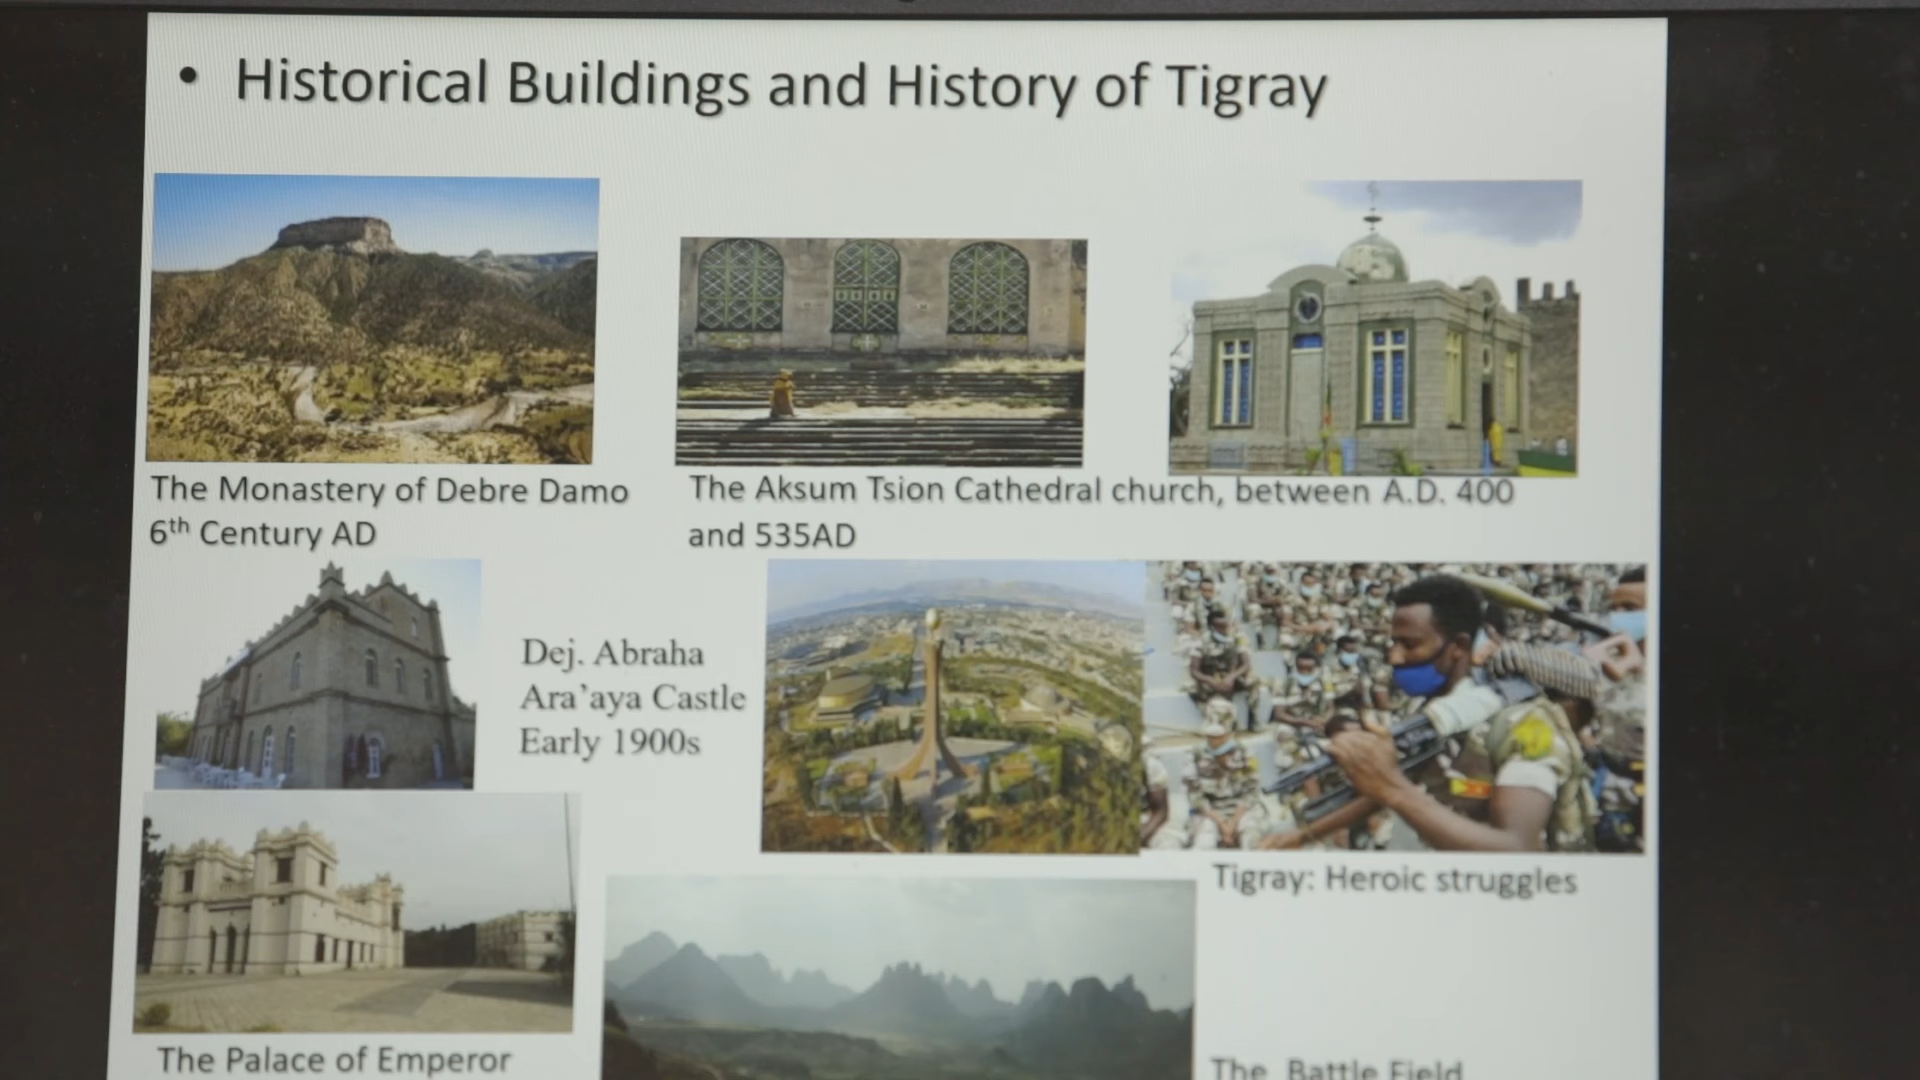 • Historical Buildings and History of Tigray
The Monastery of Debre Damo
6th Century AD
The Aksum Tsion Cathedral church, between A.D. 400
and 535AD
Dej. Abraha
Ara'aya Castle
Early 1900s
Tigray: Heroic struggles
The Palace of Emperor
The Battle Field